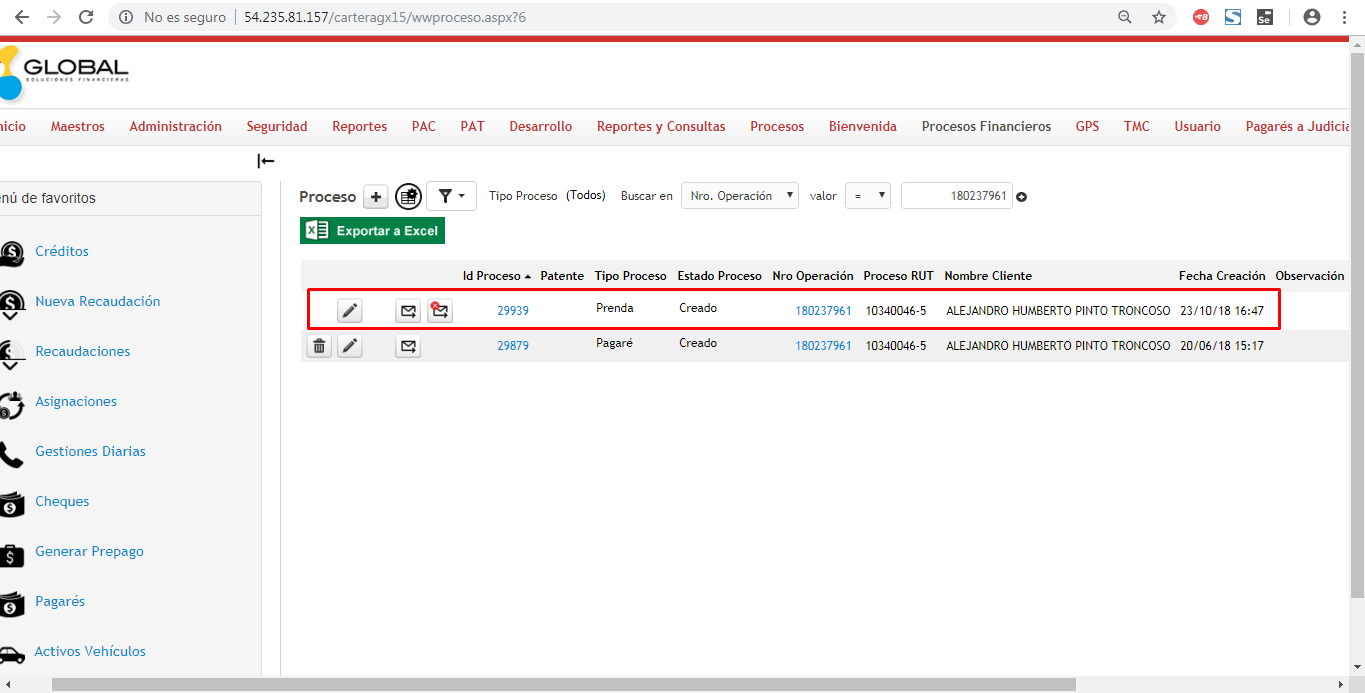 No es seguro 54.235.81.157/carteragx15/wwproceso.aspx?6
Se
GLOBAL
SOLUCIONES FINANCIERAS
nicio Maestros Administración Seguridad Reportes PAC PAT Desarrollo Reportes y Consultas Procesos Bienvenida Procesos Financieros GPS TMC Usuario Pagarés a Judicia
enú de favoritos
Créditos
Nueva Recaudación
Recaudaciones
Asignaciones
Gestiones Diarias
Cheques
Generar Prepago
Pagarés
Activos Vehículos
Proceso Tipo Proceso (Todos) Buscar en Nro. Operación valor = 180237961
Exportar a Excel
Id Proceso Patente Tipo Proceso Estado Proceso Nro Operación Proceso RUT Nombre Cliente Fecha Creación Observación
29939 Prenda Creado 180237961 10340046-5 ALEJANDRO HUMBERTO PINTO TRONCOSO 23/10/18 16:47
29879 Pagaré Creado 180237961 10340046-5 ALEJANDRO HUMBERTO PINTO TRONCOSO 20/06/18 15:17